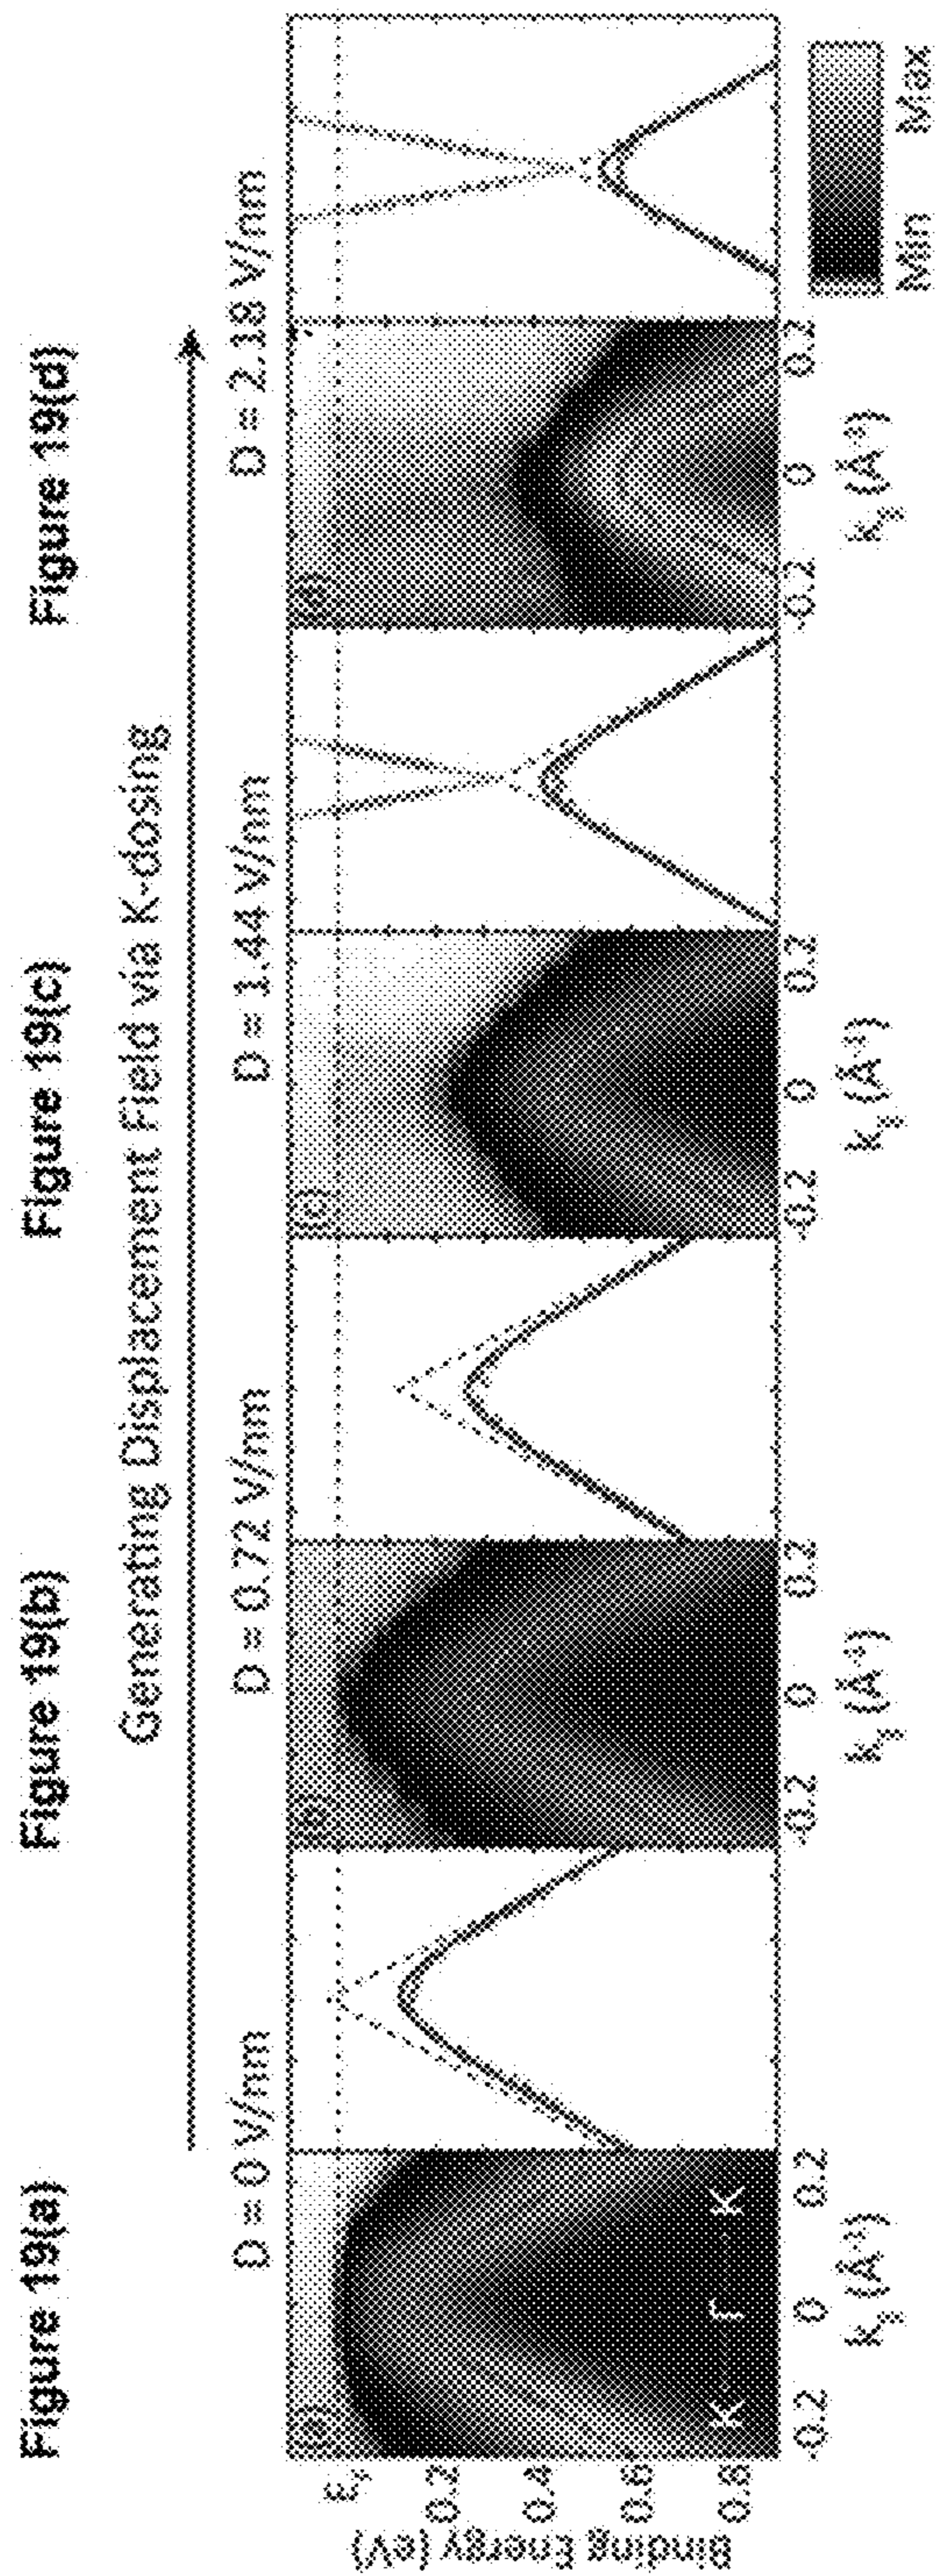 Figure 19(a)
Figure 19(b)
Figure 19(c)
Figure 19(d)
Generating Displacement Field via K-dosing
D = 0 V/nm
D = 0.72 V/nm
D = 1.44 V/nm
D = 2.18 V/nm
(a)
(b)
(c)
(d)
Binding Energy (eV)
0.2
0.4
0.6
0.8
K Γ K
-0.2 0 0.2
-0.2 0 0.2
-0.2 0 0.2
-0.2 0 0.2
Min Max